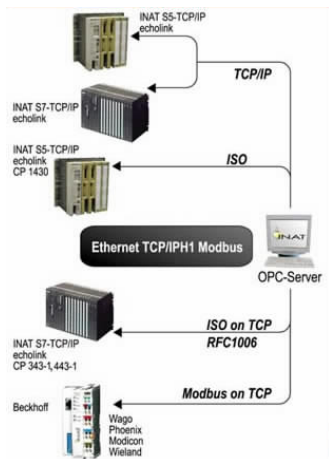 INAT S5-TCP/IP
echolink
TCP/IP
INAT S7-TCP/IP
echolink
INAT S5-TCP/IP
echolink
CP 1430
ISO
Ethernet TCP/IPH1 Modbus
INAT
OPC-Server
ISO on TCP
RFC1006
INAT S7-TCP/IP
echolink
CP 343-1,443-1
Modbus on TCP
Beckhoff
Wago
Phoenix
Modicon
Wieland